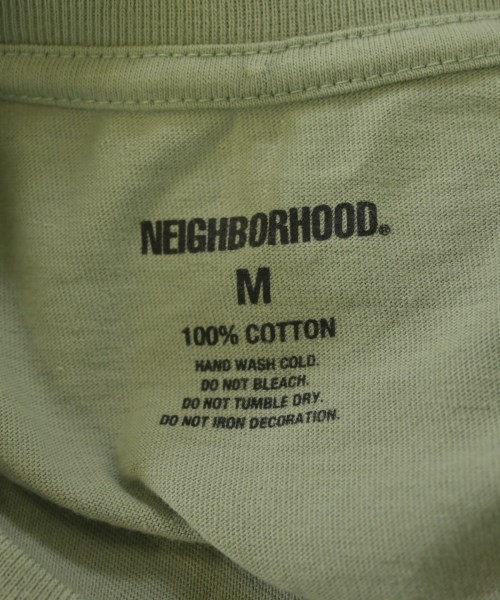 NEIGHBORHOOD®
M
100% COTTON
HAND WASH COLD.
DO NOT BLEACH.
DO NOT TUMBLE DRY.
DO NOT IRON DECORATION.